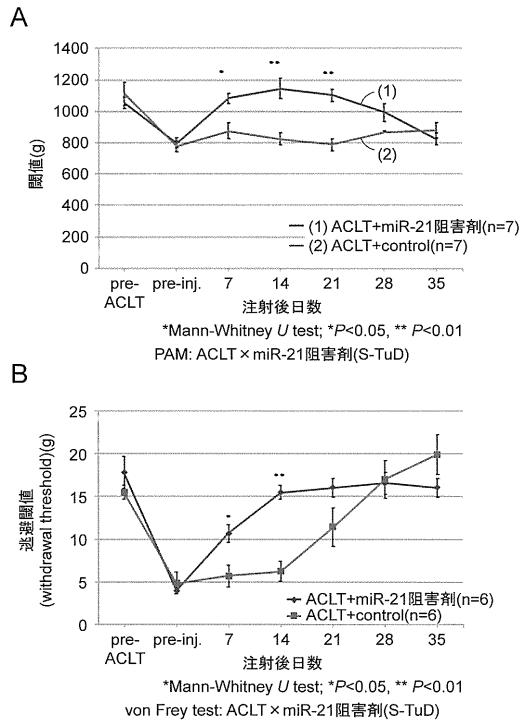 A
1400
1200
1000
800
600
400
200
0
閾値(g)
* ** **
(1)
(2)
(1) ACLT+miR-21阻害剤(n=7)
(2) ACLT+control(n=7)
pre-ACLT pre-inj. 7 14 21 28 35
注射後日数
*Mann-Whitney U test; *P<0.05, ** P<0.01
PAM: ACLT×miR-21阻害剤(S-TuD)
B
25
20
15
10
5
0
逃避閾値
(withdrawal threshold)(g)
* **
ACLT+miR-21阻害剤(n=6)
ACLT+control(n=6)
pre-ACLT pre-inj. 7 14 21 28 35
注射後日数
*Mann-Whitney U test; *P<0.05, ** P<0.01
von Frey test: ACLT×miR-21阻害剤(S-TuD)